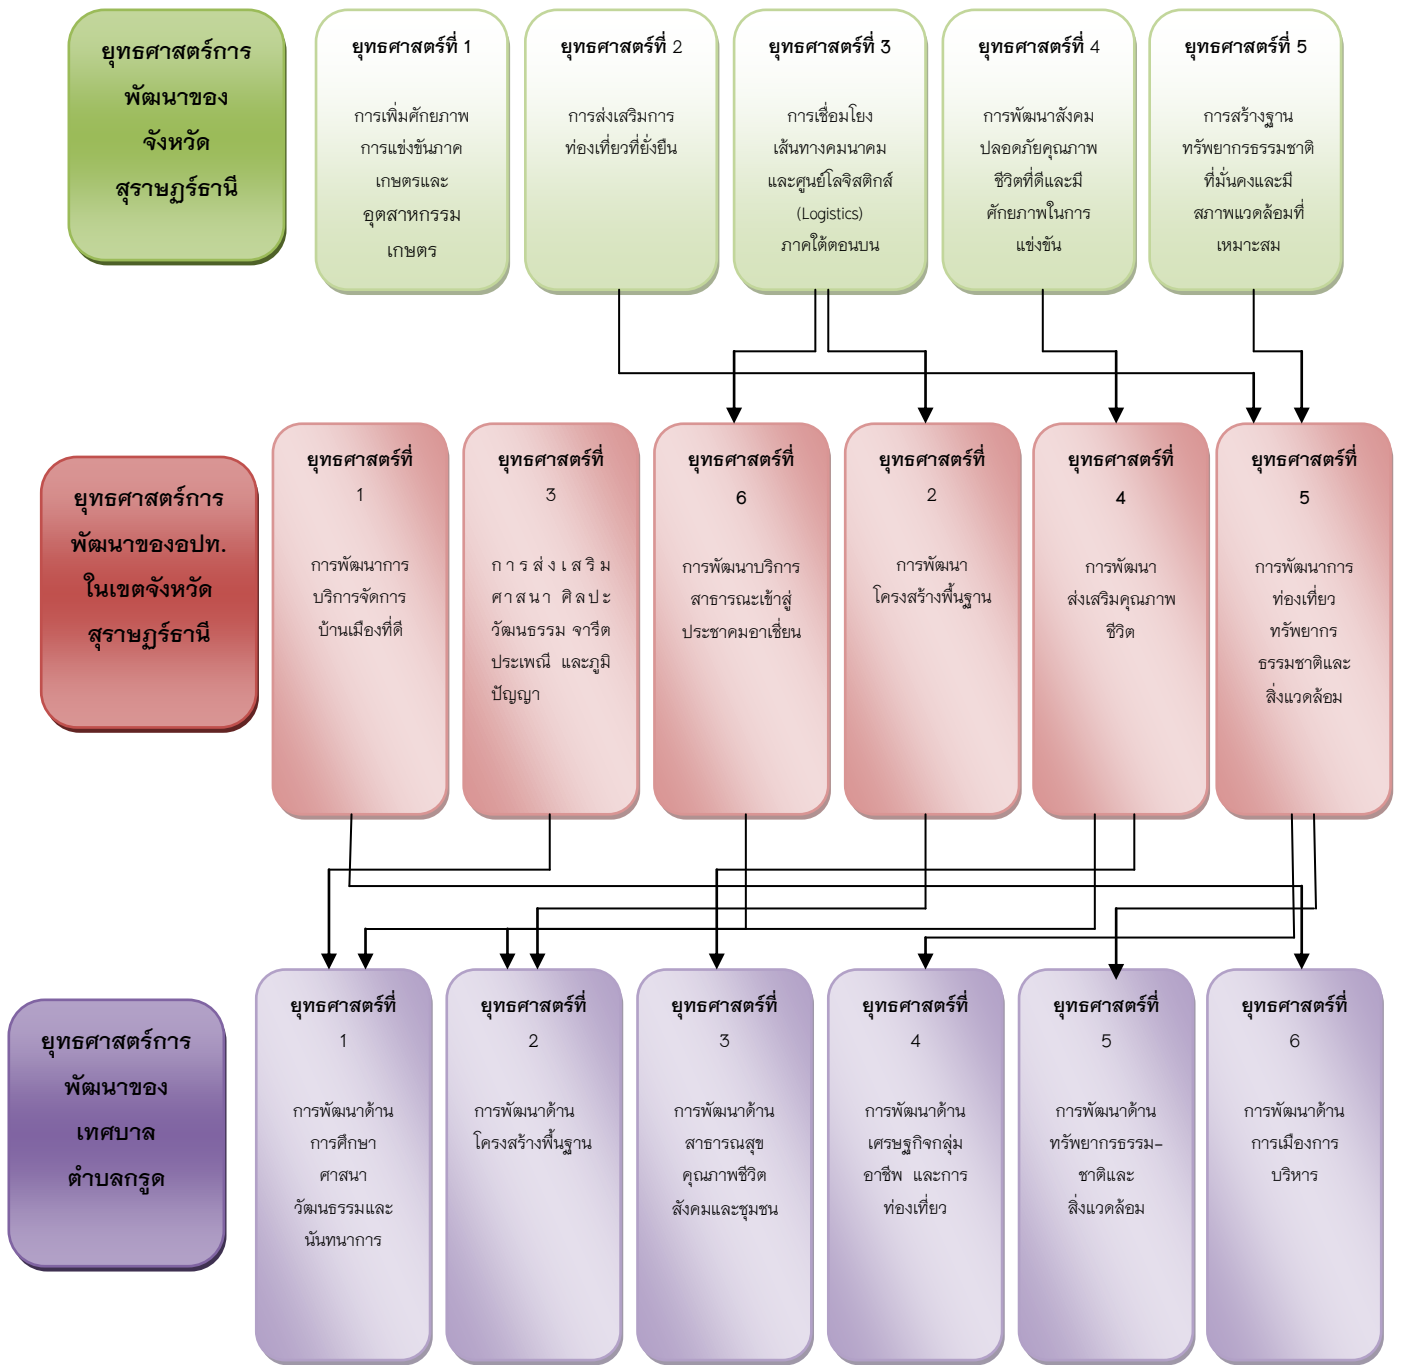 ยุทธศาสตร์การ
พัฒนาของ
จังหวัด
สุราษฎร์ธานี
ยุทธศาสตร์ที่ 1
การเพิ่มศักยภาพ
การแข่งขันภาค
เกษตรและ
อุตสาหกรรม
เกษตร
ยุทธศาสตร์ที่ 2
การส่งเสริมการ
ท่องเที่ยวที่ยั่งยืน
ยุทธศาสตร์ที่ 3
การเชื่อมโยง
เส้นทางคมนาคม
และศูนย์โลจิสติกส์
(Logistics)
ภาคใต้ตอนบน
ยุทธศาสตร์ที่ 4
การพัฒนาสังคม
ปลอดภัยคุณภาพ
ชีวิตที่ดีและมี
ศักยภาพในการ
แข่งขัน
ยุทธศาสตร์ที่ 5
การสร้างฐาน
ทรัพยากรธรรมชาติ
ที่มั่นคงและมี
สภาพแวดล้อมที่
เหมาะสม
ยุทธศาสตร์การ
พัฒนาของอปท.
ในเขตจังหวัด
สุราษฎร์ธานี
ยุทธศาสตร์ที่
1
การพัฒนาการ
บริการจัดการ
บ้านเมืองที่ดี
ยุทธศาสตร์ที่
3
การส่งเสริม
ศาสนา ศิลปะ
วัฒนธรรม จารีต
ประเพณี และภูมิ
ปัญญา
ยุทธศาสตร์ที่
6
การพัฒนาบริการ
สาธารณะเข้าสู่
ประชาคมอาเชี่ยน
ยุทธศาสตร์ที่
2
การพัฒนา
โครงสร้างพื้นฐาน
ยุทธศาสตร์ที่
4
การพัฒนา
ส่งเสริมคุณภาพ
ชีวิต
ยุทธศาสตร์ที่
5
การพัฒนาการ
ท่องเที่ยว
ทรัพยากร
ธรรมชาติและ
สิ่งแวดล้อม
ยุทธศาสตร์การ
พัฒนาของ
เทศบาล
ตำบลกรูด
ยุทธศาสตร์ที่
1
การพัฒนาด้าน
การศึกษา
ศาสนา
วัฒนธรรมและ
นันทนาการ
ยุทธศาสตร์ที่
2
การพัฒนาด้าน
โครงสร้างพื้นฐาน
ยุทธศาสตร์ที่
3
การพัฒนาด้าน
สาธารณสุข
คุณภาพชีวิต
สังคมและชุมชน
ยุทธศาสตร์ที่
4
การพัฒนาด้าน
เศรษฐกิจกลุ่ม
อาชีพ และการ
ท่องเที่ยว
ยุทธศาสตร์ที่
5
การพัฒนาด้าน
ทรัพยากรธรรม-
ชาติและ
สิ่งแวดล้อม
ยุทธศาสตร์ที่
6
การพัฒนาด้าน
การเมืองการ
บริหาร